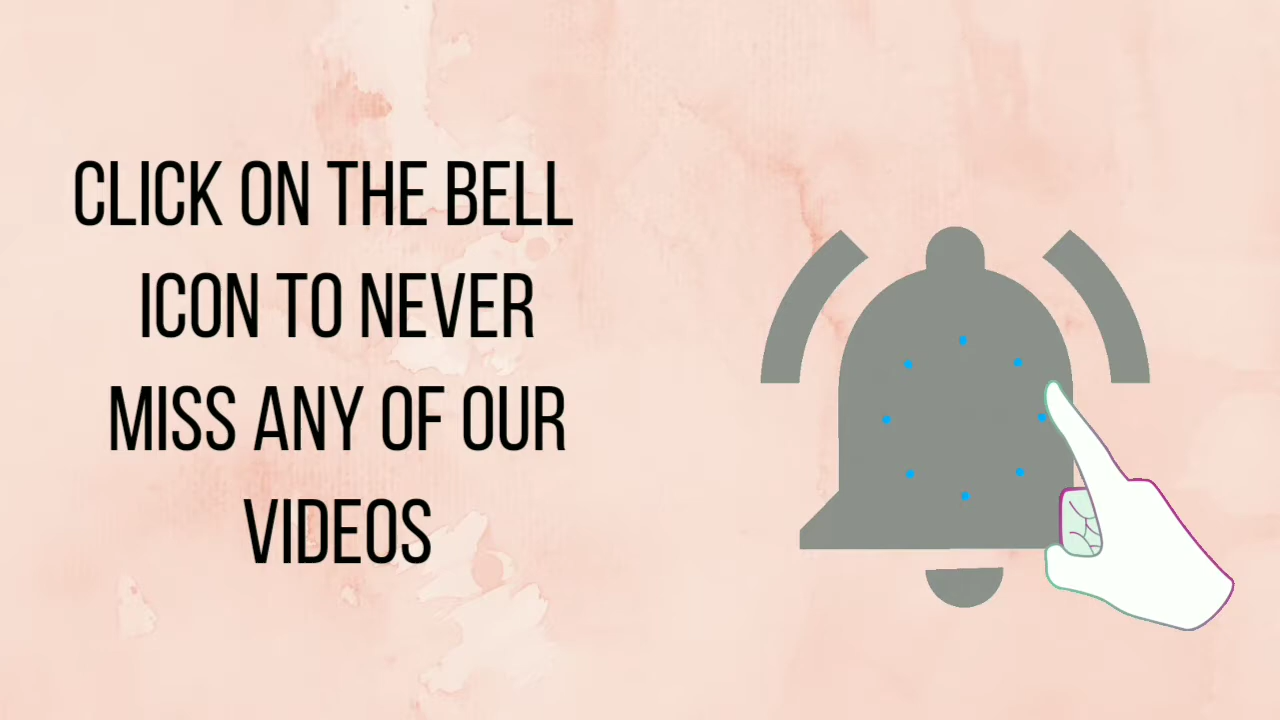 CLICK ON THE BELL
ICON TO NEVER
MISS ANY OF OUR
VIDEOS